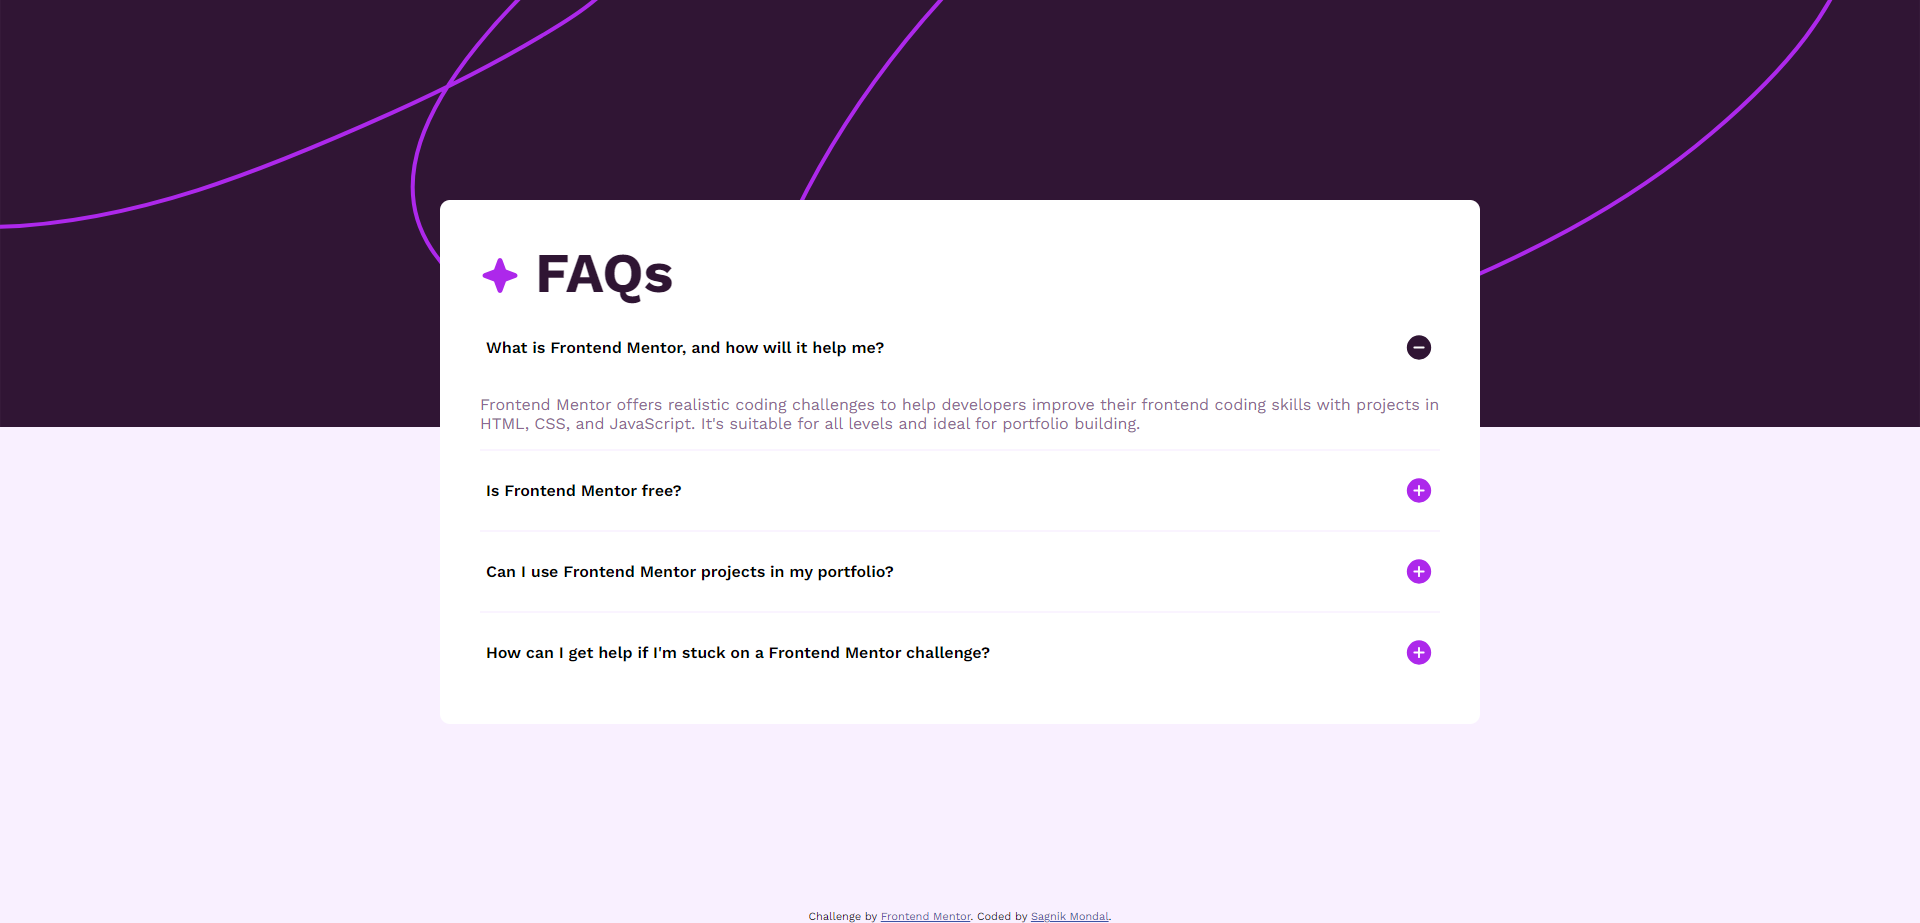 FAQs
What is Frontend Mentor, and how will it help me?
Frontend Mentor offers realistic coding challenges to help developers improve their frontend coding skills with projects in
HTML, CSS, and JavaScript. It's suitable for all levels and ideal for portfolio building.
Is Frontend Mentor free?
Can I use Frontend Mentor projects in my portfolio?
How can I get help if I'm stuck on a Frontend Mentor challenge?
Challenge by Frontend Mentor. Coded by Sagnik Mondal.